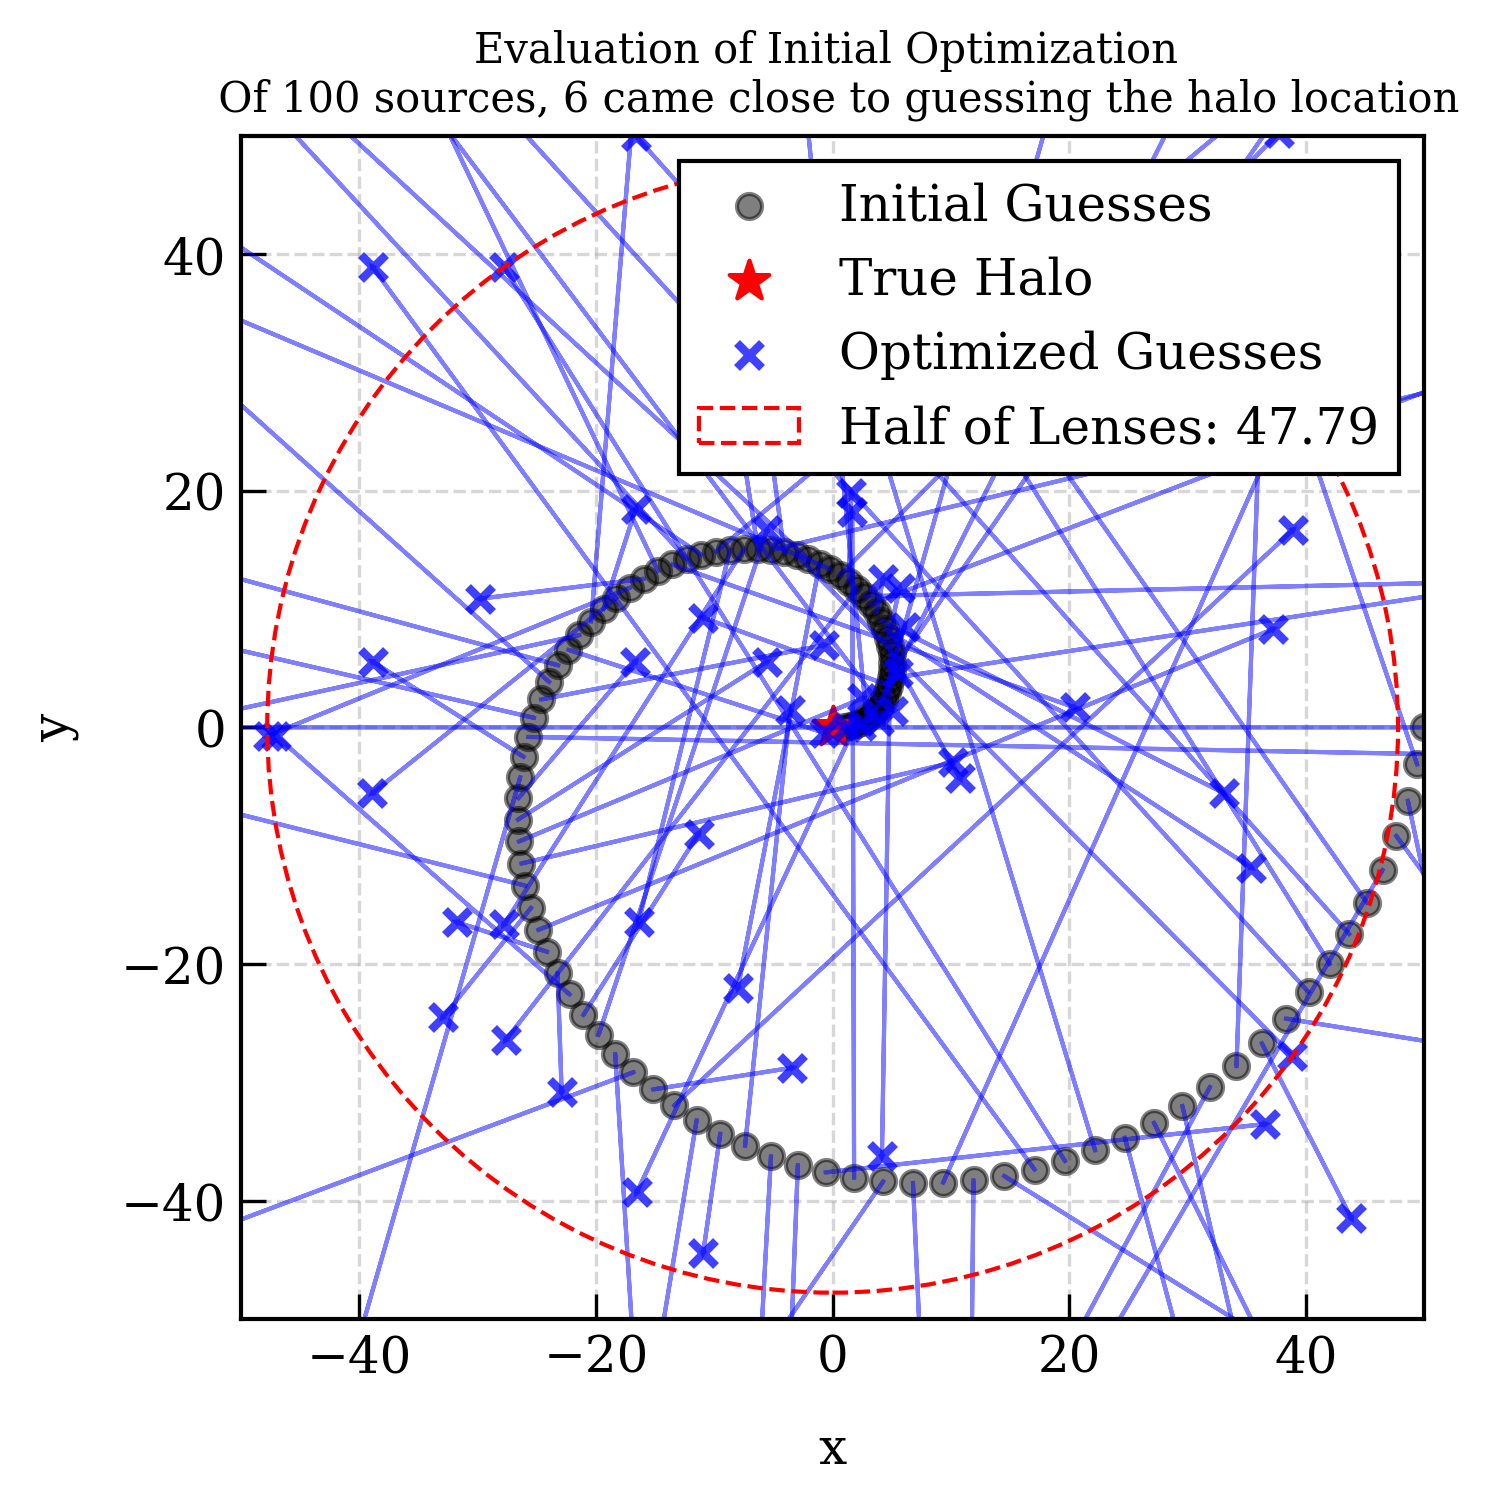 Evaluation of Initial Optimization
Of 100 sources, 6 came close to guessing the halo location
Initial Guesses
True Halo
Optimized Guesses
Half of Lenses: 47.79
40
20
0
−20
−40
y
−40 −20 0 20 40
x